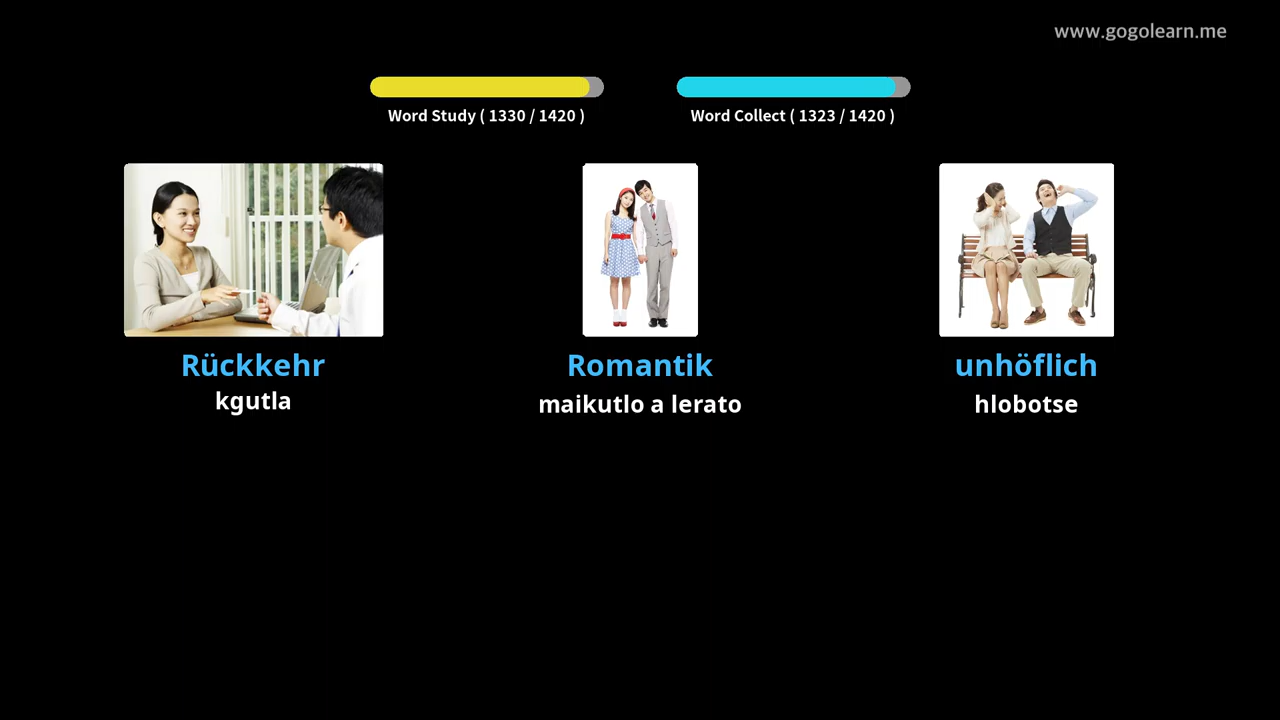 www.gogolearn.me
Word Study ( 1330 / 1420 )
Word Collect ( 1323 / 1420 )
Rückkehr
kgutla
Romantik
maikutlo a lerato
unhöflich
hlobotse